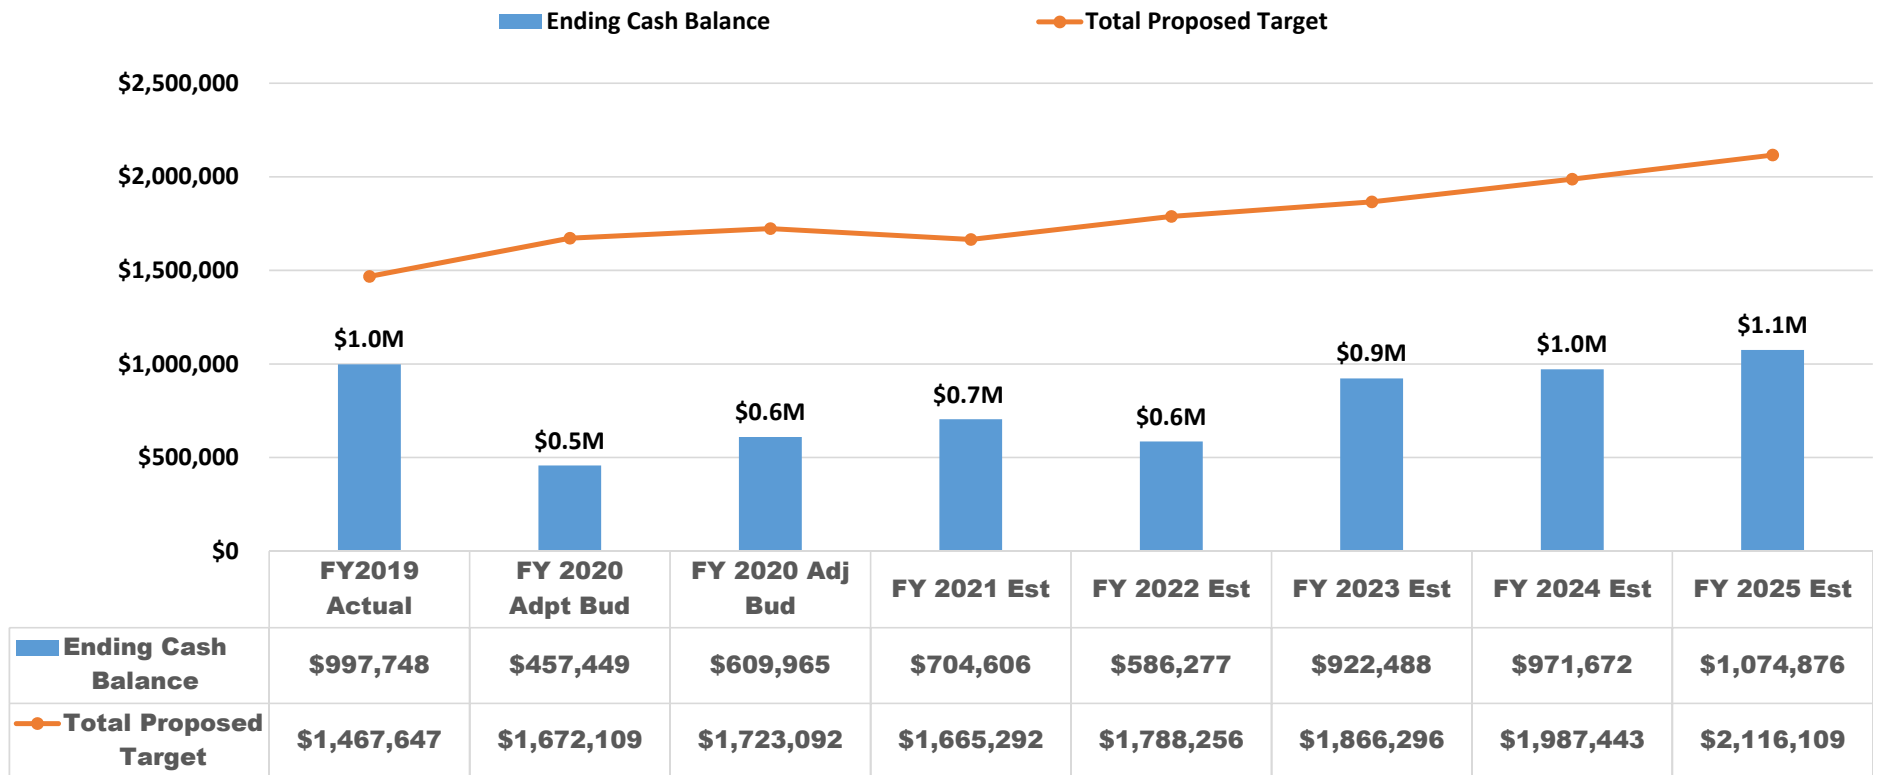 Ending Cash Balance
Total Proposed Target
$2,500,000
$2,000,000
$1,500,000
$1,000,000
$500,000
$0
$1.0M
$0.5M
$0.6M
$0.7M
$0.6M
$0.9M
$1.0M
$1.1M
FY2019
Actual
FY 2020
Adpt Bud
FY 2020 Adj
Bud
FY 2021 Est
FY 2022 Est
FY 2023 Est
FY 2024 Est
FY 2025 Est
Ending Cash
Balance
$997,748
$457,449
$609,965
$704,606
$586,277
$922,488
$971,672
$1,074,876
Total Proposed
Target
$1,467,647
$1,672,109
$1,723,092
$1,665,292
$1,788,256
$1,866,296
$1,987,443
$2,116,109